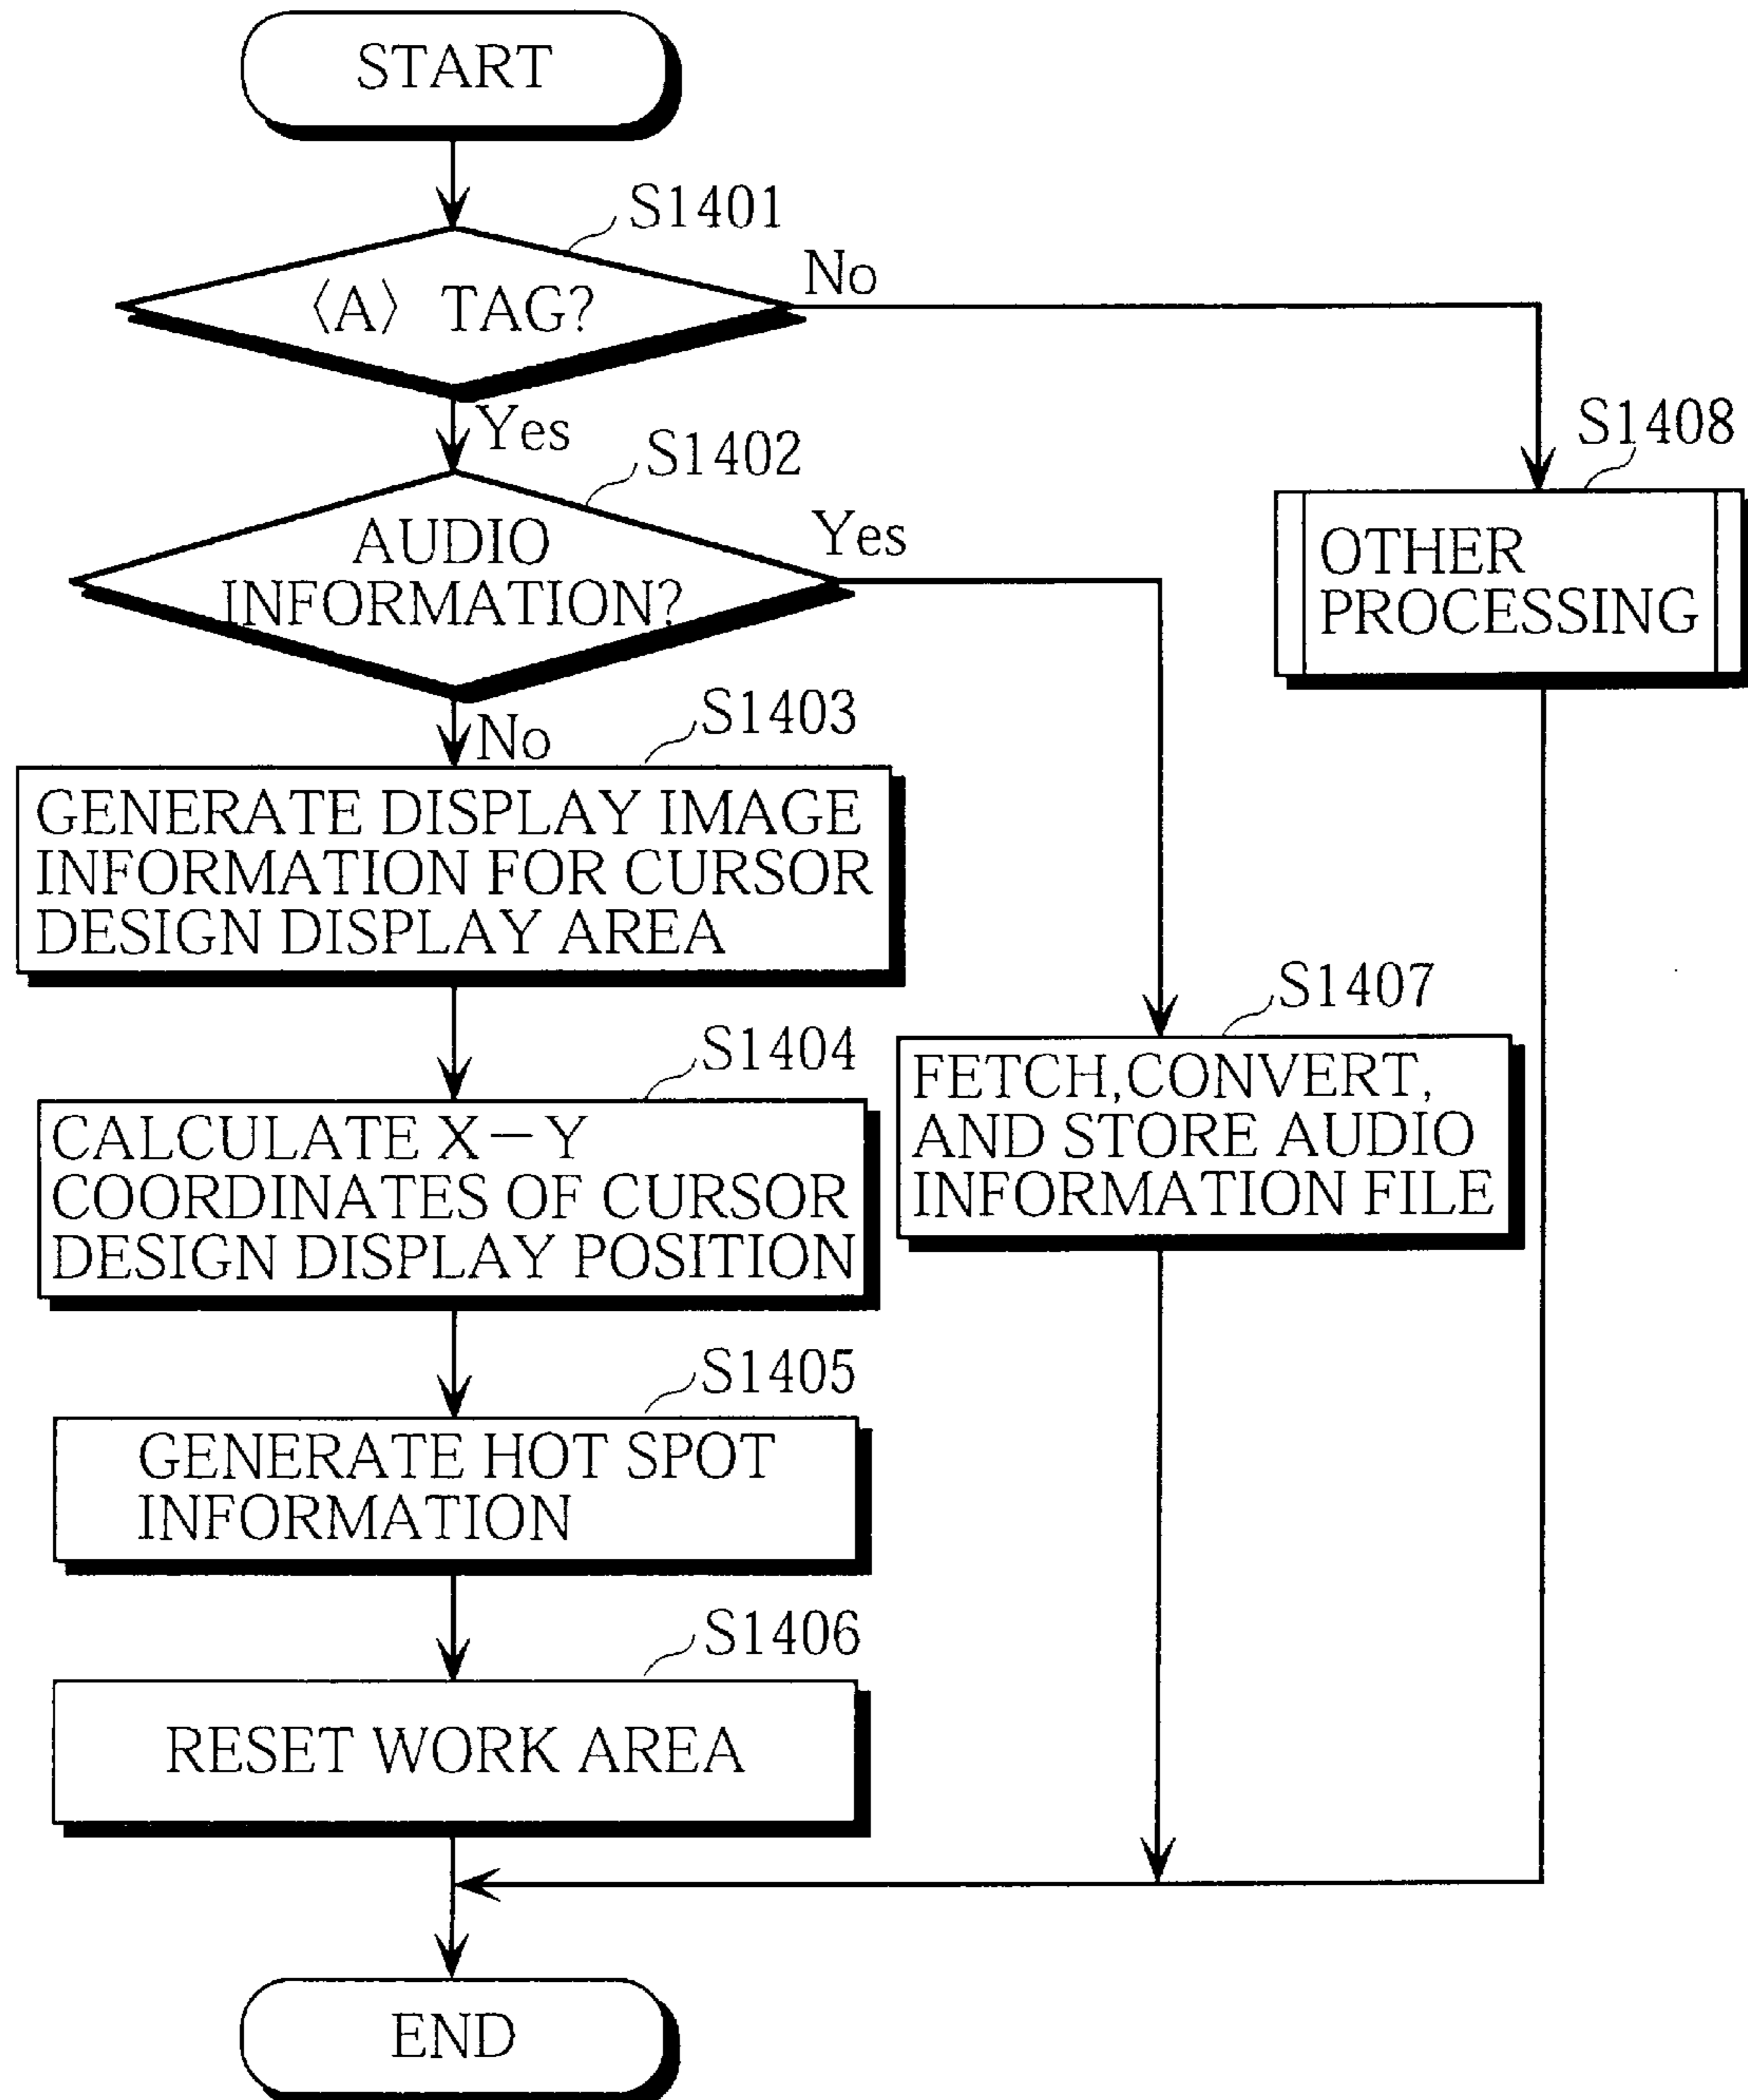 START
S1401
〈A〉 TAG?
No
Yes
S1402
AUDIO
INFORMATION?
Yes
No
S1408
OTHER
PROCESSING
S1403
GENERATE DISPLAY IMAGE
INFORMATION FOR CURSOR
DESIGN DISPLAY AREA
S1404
CALCULATE X−Y
COORDINATES OF CURSOR
DESIGN DISPLAY POSITION
S1407
FETCH,CONVERT,
AND STORE AUDIO
INFORMATION FILE
S1405
GENERATE HOT SPOT
INFORMATION
S1406
RESET WORK AREA
END